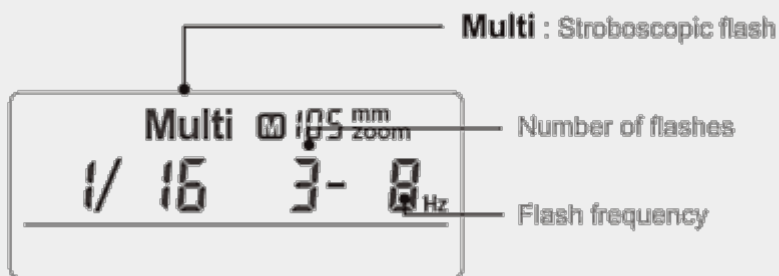 Multi : Stroboscopic flash
Multi M 105 mm zoom
Number of flashes
1/ 16 3- 8 Hz
Flash frequency